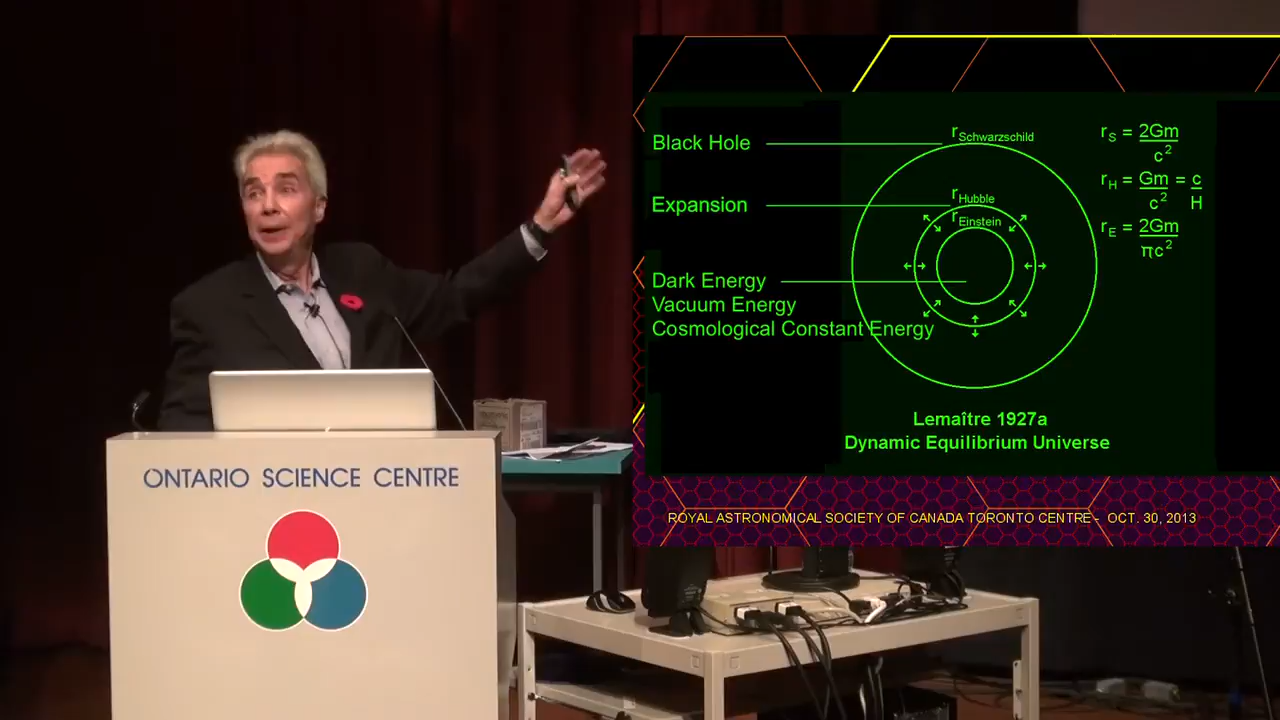 ONTARIO SCIENCE CENTRE
Black Hole
Expansion
Dark Energy
Vacuum Energy
Cosmological Constant Energy
rSchwarzschild
rHubble
rEinstein
rS = 2Gm
c²
rH = Gm = c
c² H
rE = 2Gm
πc²
Lemaître 1927a
Dynamic Equilibrium Universe
ROYAL ASTRONOMICAL SOCIETY OF CANADA TORONTO CENTRE - OCT. 30, 2013